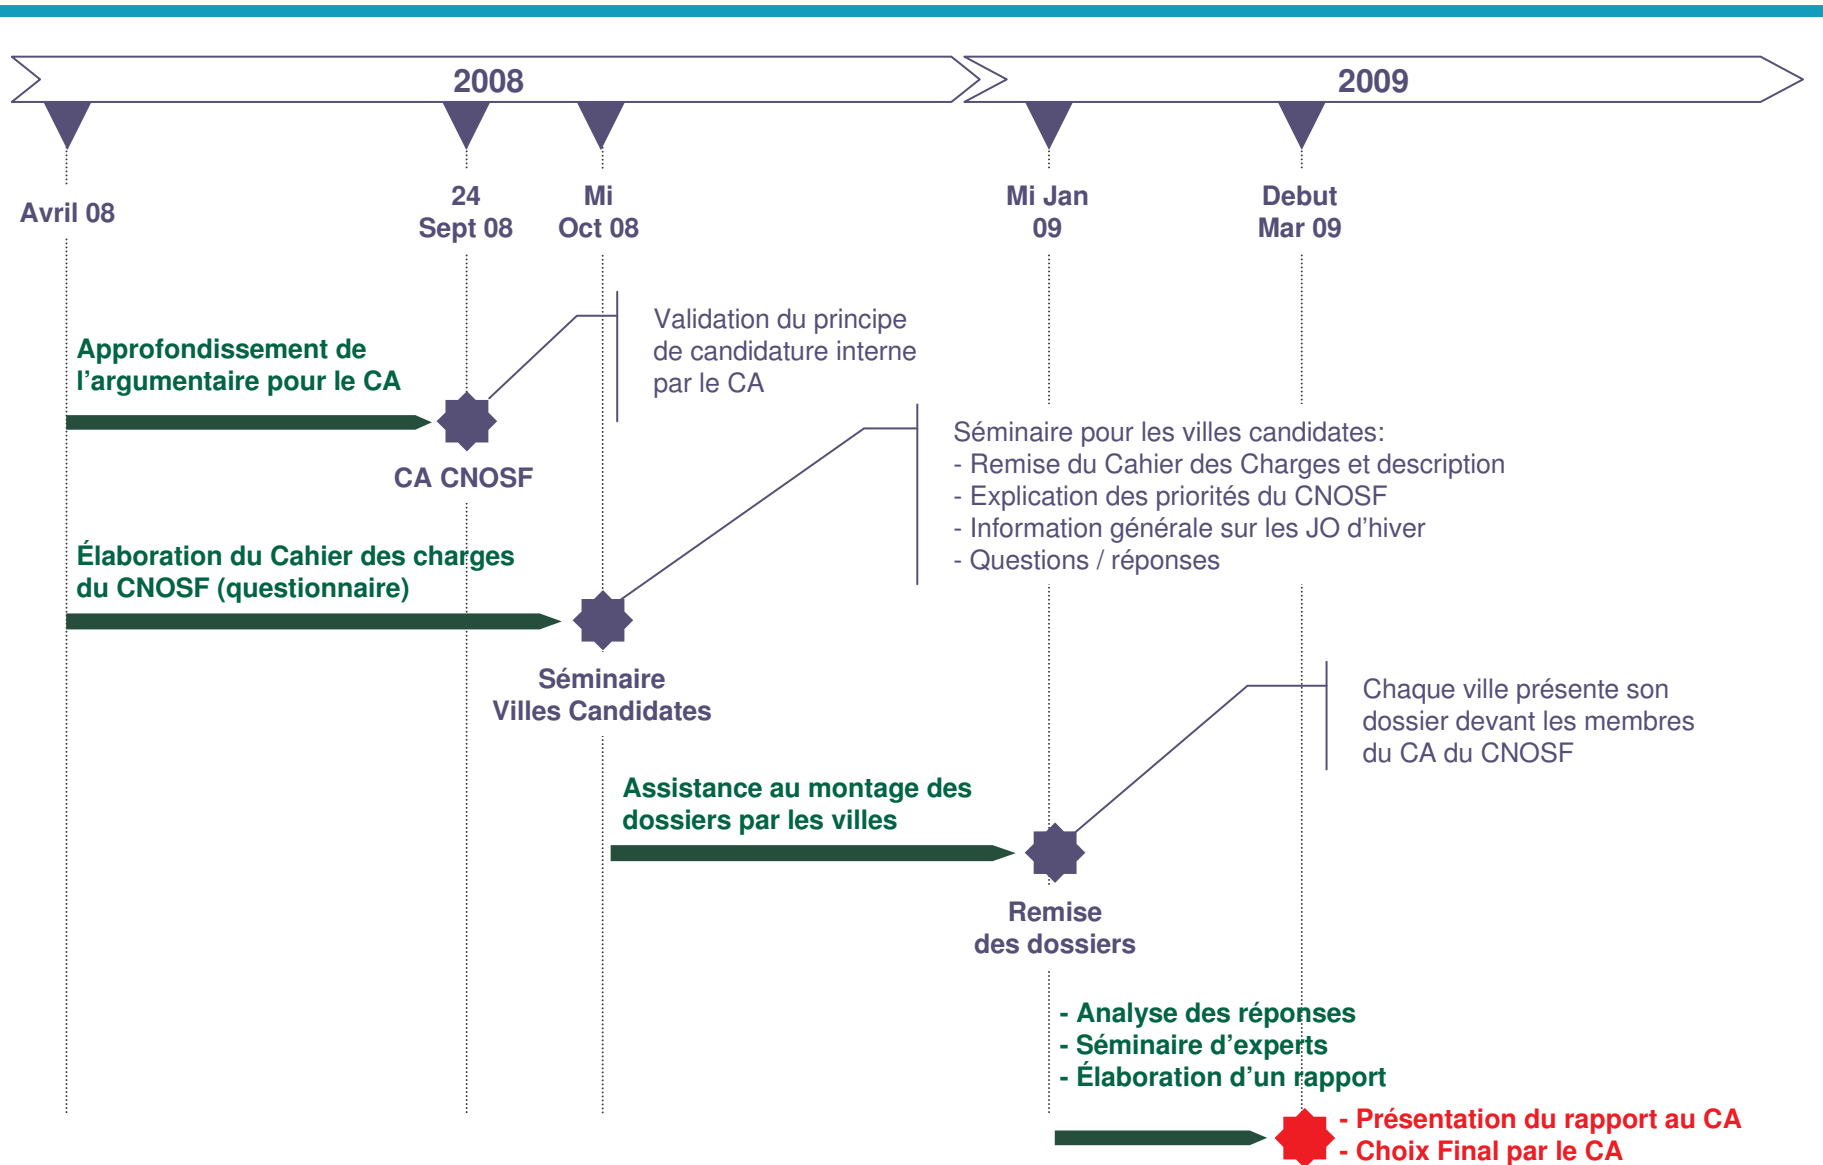 2008
2009
Avril 08
24
Sept 08
Mi
Oct 08
Mi Jan
09
Debut
Mar 09
Validation du principe
de candidature interne
par le CA
Approfondissement de
l’argumentaire pour le CA
CA CNOSF
Séminaire pour les villes candidates:
- Remise du Cahier des Charges et description
- Explication des priorités du CNOSF
- Information générale sur les JO d’hiver
- Questions / réponses
Élaboration du Cahier des charges
du CNOSF (questionnaire)
Séminaire
Villes Candidates
Chaque ville présente son
dossier devant les membres
du CA du CNOSF
Assistance au montage des
dossiers par les villes
Remise
des dossiers
- Analyse des réponses
- Séminaire d’experts
- Élaboration d’un rapport
- Présentation du rapport au CA
- Choix Final par le CA